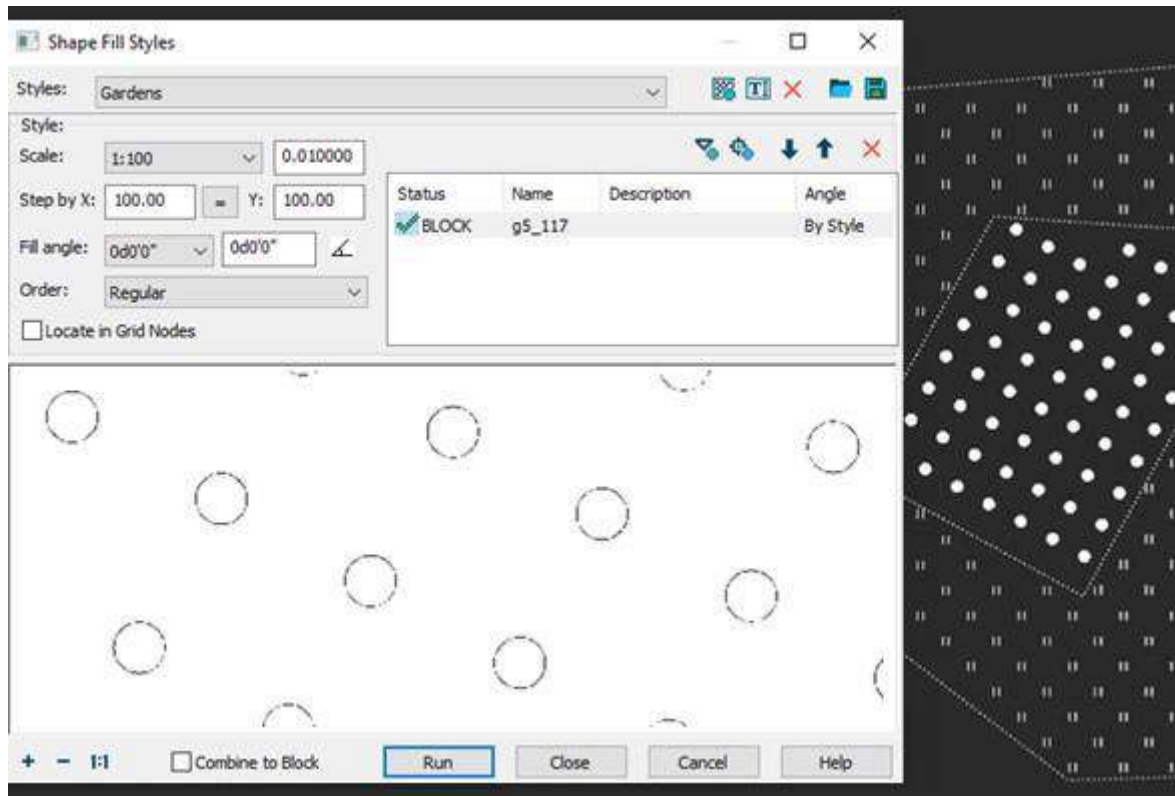 Shape Fill Styles
Styles: Gardens
Style:
Scale: 1:100 0.010000
Step by X: 100.00 = Y: 100.00
Status Name Description Angle
BLOCK g5_117 By Style
Fill angle: 0d0'0" 0d0'0"
Order: Regular
Locate in Grid Nodes
+ - 1:1 Combine to Block Run Close Cancel Help